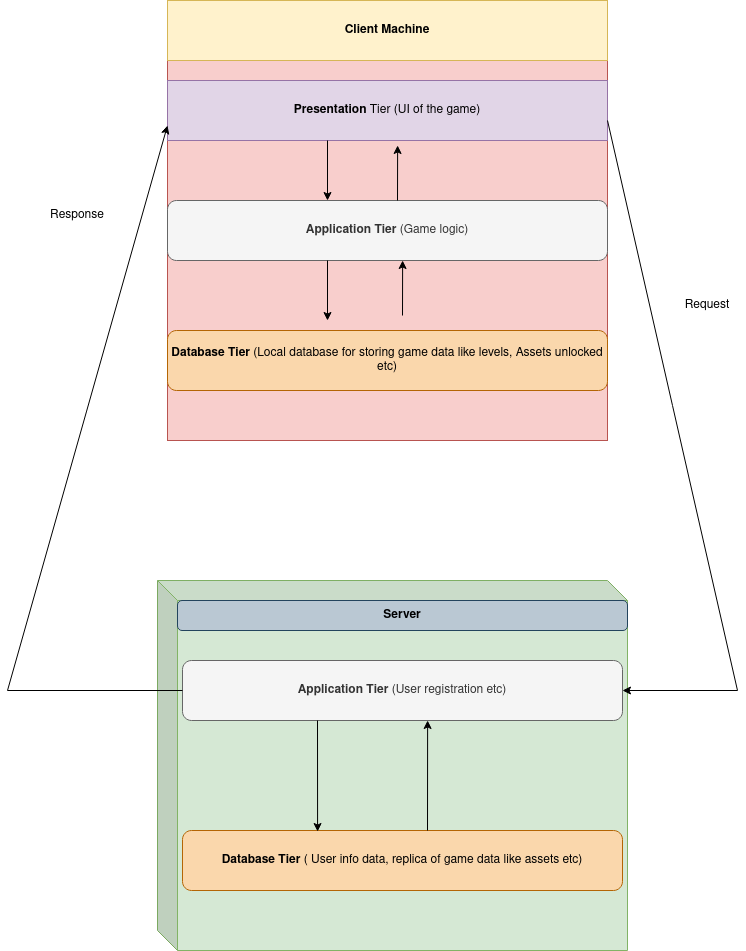 Client Machine
Presentation Tier (UI of the game)
Response
Application Tier (Game logic)
Request
Database Tier (Local database for storing game data like levels, Assets unlocked
etc)
Server
Application Tier (User registration etc)
Database Tier ( User info data, replica of game data like assets etc)